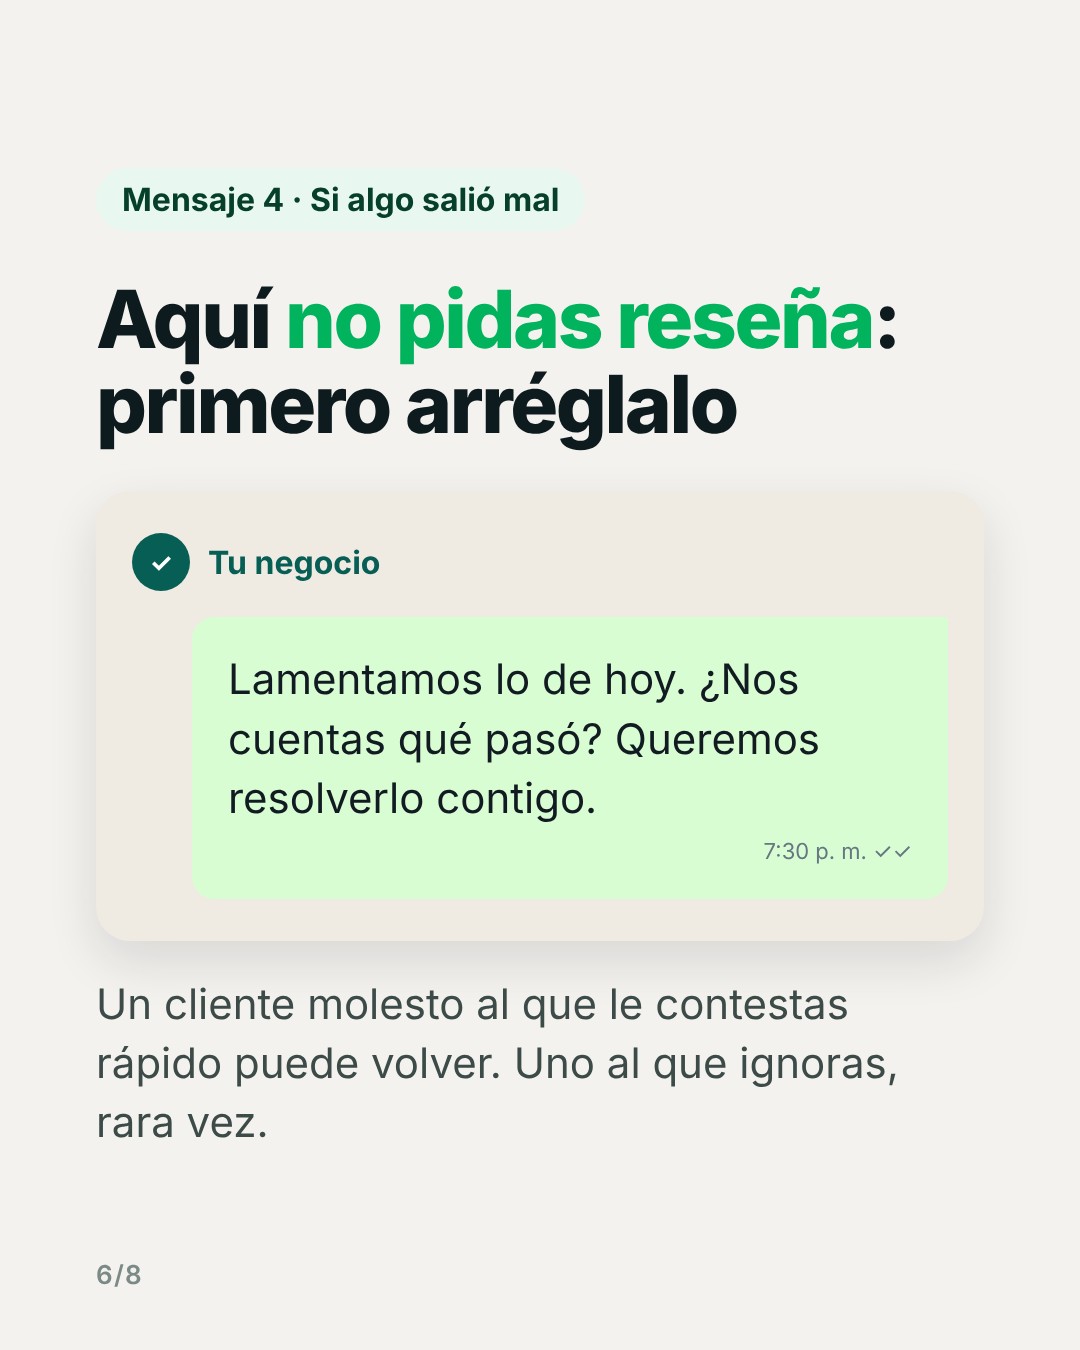 Mensaje 4 · Si algo salió mal
Aquí no pidas reseña:
primero arréglalo
Tu negocio
Lamentamos lo de hoy. ¿Nos
cuentas qué pasó? Queremos
resolverlo contigo.
7:30 p. m. ✓✓
Un cliente molesto al que le contestas
rápido puede volver. Uno al que ignoras,
rara vez.
6/8